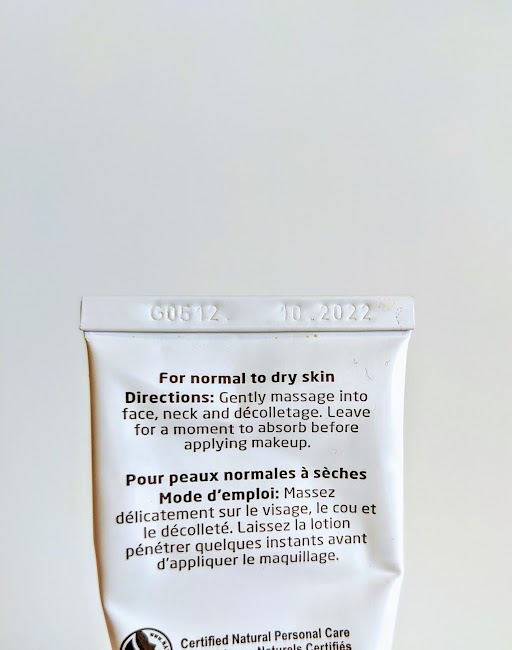 G0512 10.2022
For normal to dry skin
Directions: Gently massage into
face, neck and décolletage. Leave
for a moment to absorb before
applying makeup.
Pour peaux normales à sèches
Mode d'emploi: Massez
délicatement sur le visage, le cou et
le décolleté. Laissez la lotion
pénétrer quelques instants avant
d'appliquer le maquillage.
Certified Natural Personal Care
Naturels Certifiés